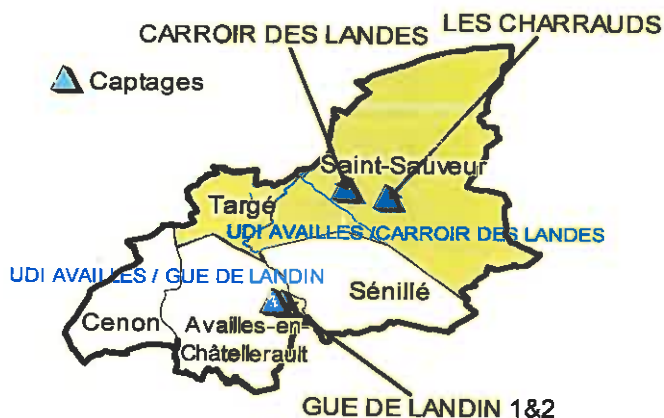 CARROIR DES LANDES
LES CHARRAUDS
Captages
Saint-Sauveur
Targé
UDI AVAILLES /CARROIR DES LANDES
UDI AVAILLES / GUE DE LANDIN
Sénillé
Cenon
Availles-en-
Châtellerault
GUE DE LANDIN 1&2